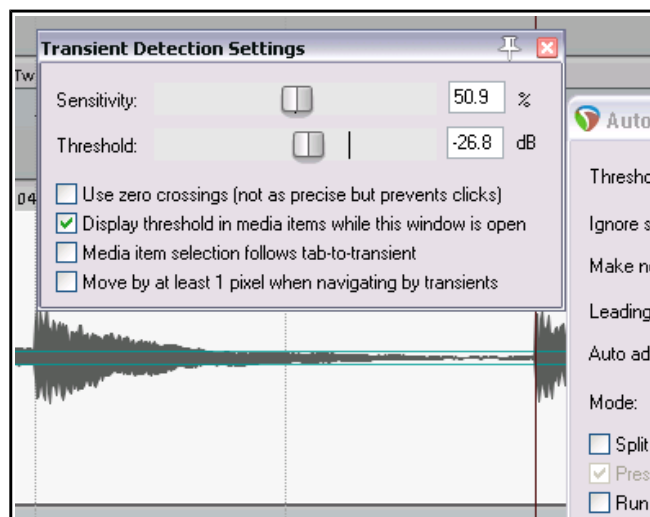 Transient Detection Settings
Tw
Sensitivity: 50.9 %
Threshold: -26.8 dB
Use zero crossings (not as precise but prevents clicks)
Display threshold in media items while this window is open
Media item selection follows tab-to-transient
Move by at least 1 pixel when navigating by transients
04
Auto
Thresho
Ignore s
Make n
Leading
Auto ad
Mode:
Split
Pres
Run